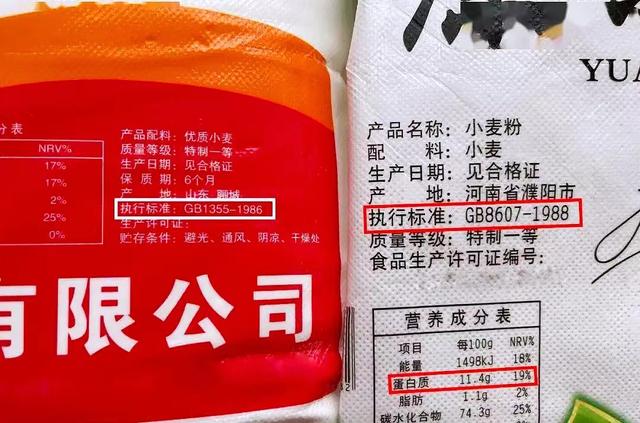 分表
NRV%
17%
17%
2%
25%
0%
产品配料: 优质小麦
质量等级: 特制一等
生产日期: 见合格证
保 质 期: 6个月
产 地: 山东 聊城
执行标准: GB1355-1986
生产许可证:
贮存条件: 避光、通风、阴凉、干燥处
有限公司
YUA
产品名称: 小麦粉
配 料: 小麦
生产日期: 见合格证
产 地: 河南省濮阳市
执行标准: GB8607-1988
质量等级: 特制一等
食品生产许可证编号:
营养成分表
项目 每100g NRV%
能量 1498kJ 18%
蛋白质 11.4g 19%
脂肪 1.1g 2%
碳水化合物 74.3g 25%